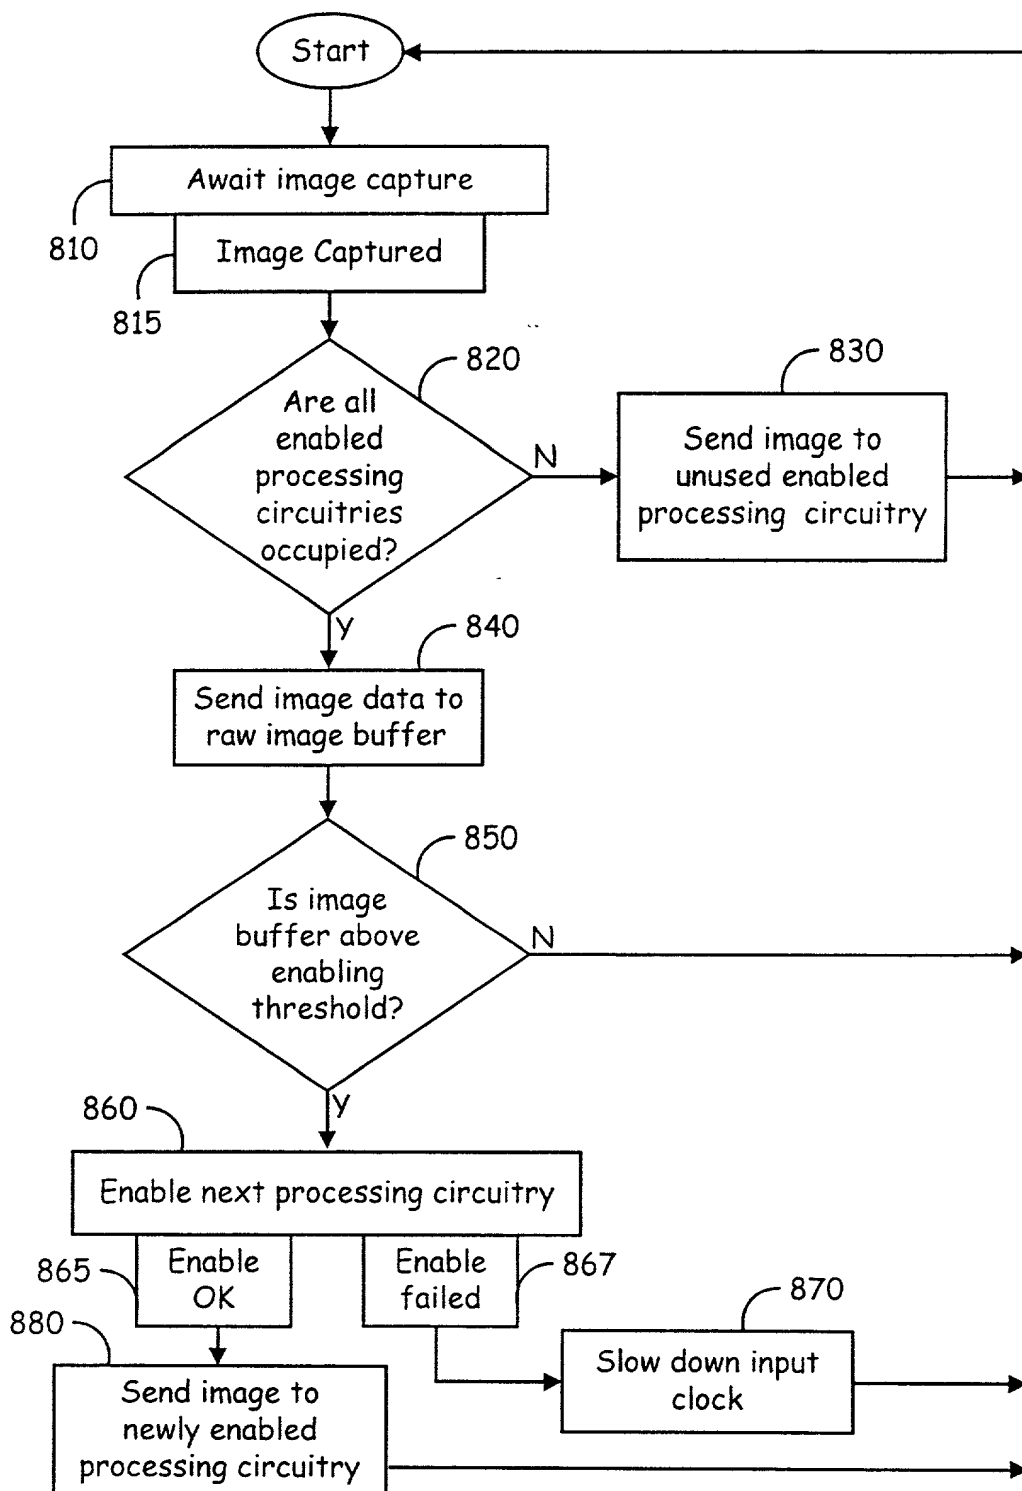 Start
Await image capture
810
Image Captured
815
820
Are all
enabled
processing
circuitries
occupied?
N
830
Send image to
unused enabled
processing circuitry
Y
840
Send image data to
raw image buffer
850
Is image
buffer above
enabling
threshold?
N
Y
860
Enable next processing circuitry
865
Enable
OK
Enable
failed
867
870
Slow down input
clock
880
Send image to
newly enabled
processing circuitry